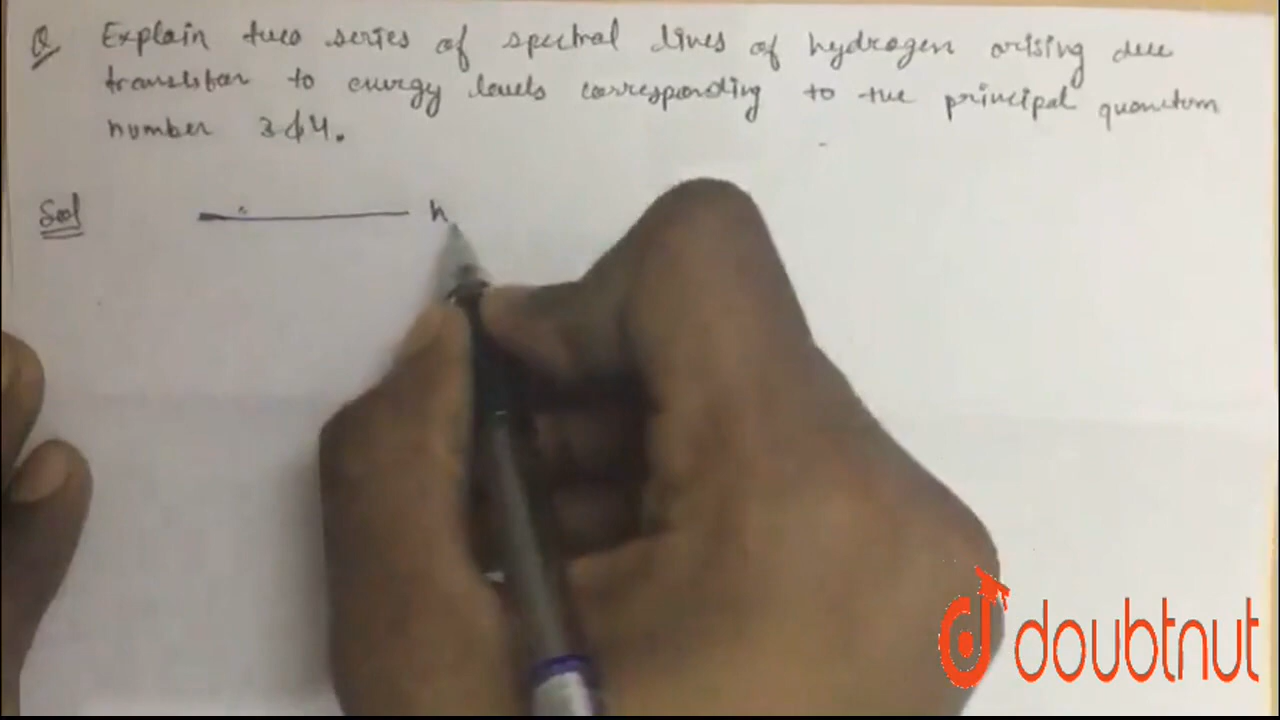 Q Explain two series of spectral lines of hydrogen arising due
transition to energy levels corresponding to the principal quantum
number 3 & 4.
Sol n
doubtnut